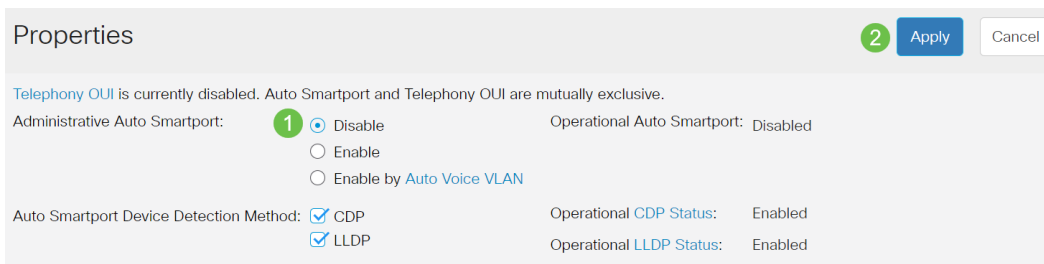 Properties
2 Apply Cancel
Telephony OUI is currently disabled. Auto Smartport and Telephony OUI are mutually exclusive.
Administrative Auto Smartport: 1 Disable Operational Auto Smartport: Disabled
Enable
Enable by Auto Voice VLAN
Auto Smartport Device Detection Method: CDP Operational CDP Status: Enabled
LLDP Operational LLDP Status: Enabled